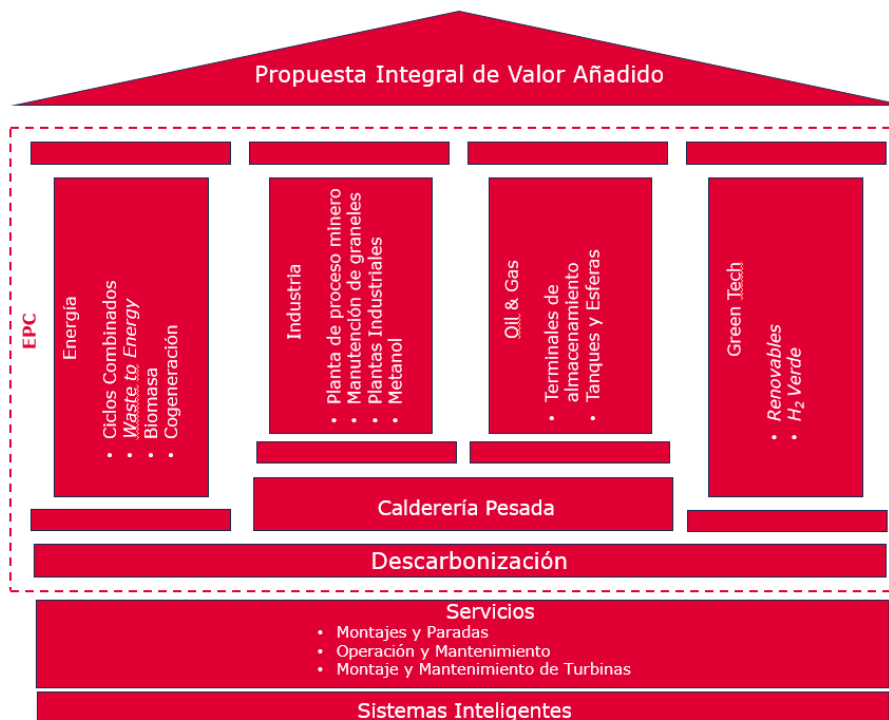 Propuesta Integral de Valor Añadido
EPC
Energía
• Ciclos Combinados
• Waste to Energy
• Biomasa
• Cogeneración
Industria
• Planta de proceso minero
• Manutención de graneles
• Plantas Industriales
• Metanol
Oil & Gas
• Terminales de
almacenamiento
• Tanques y Esferas
Green Tech
• Renovables
• H₂ Verde
Calderería Pesada
Descarbonización
Servicios
• Montajes y Paradas
• Operación y Mantenimiento
• Montaje y Mantenimiento de Turbinas
Sistemas Inteligentes